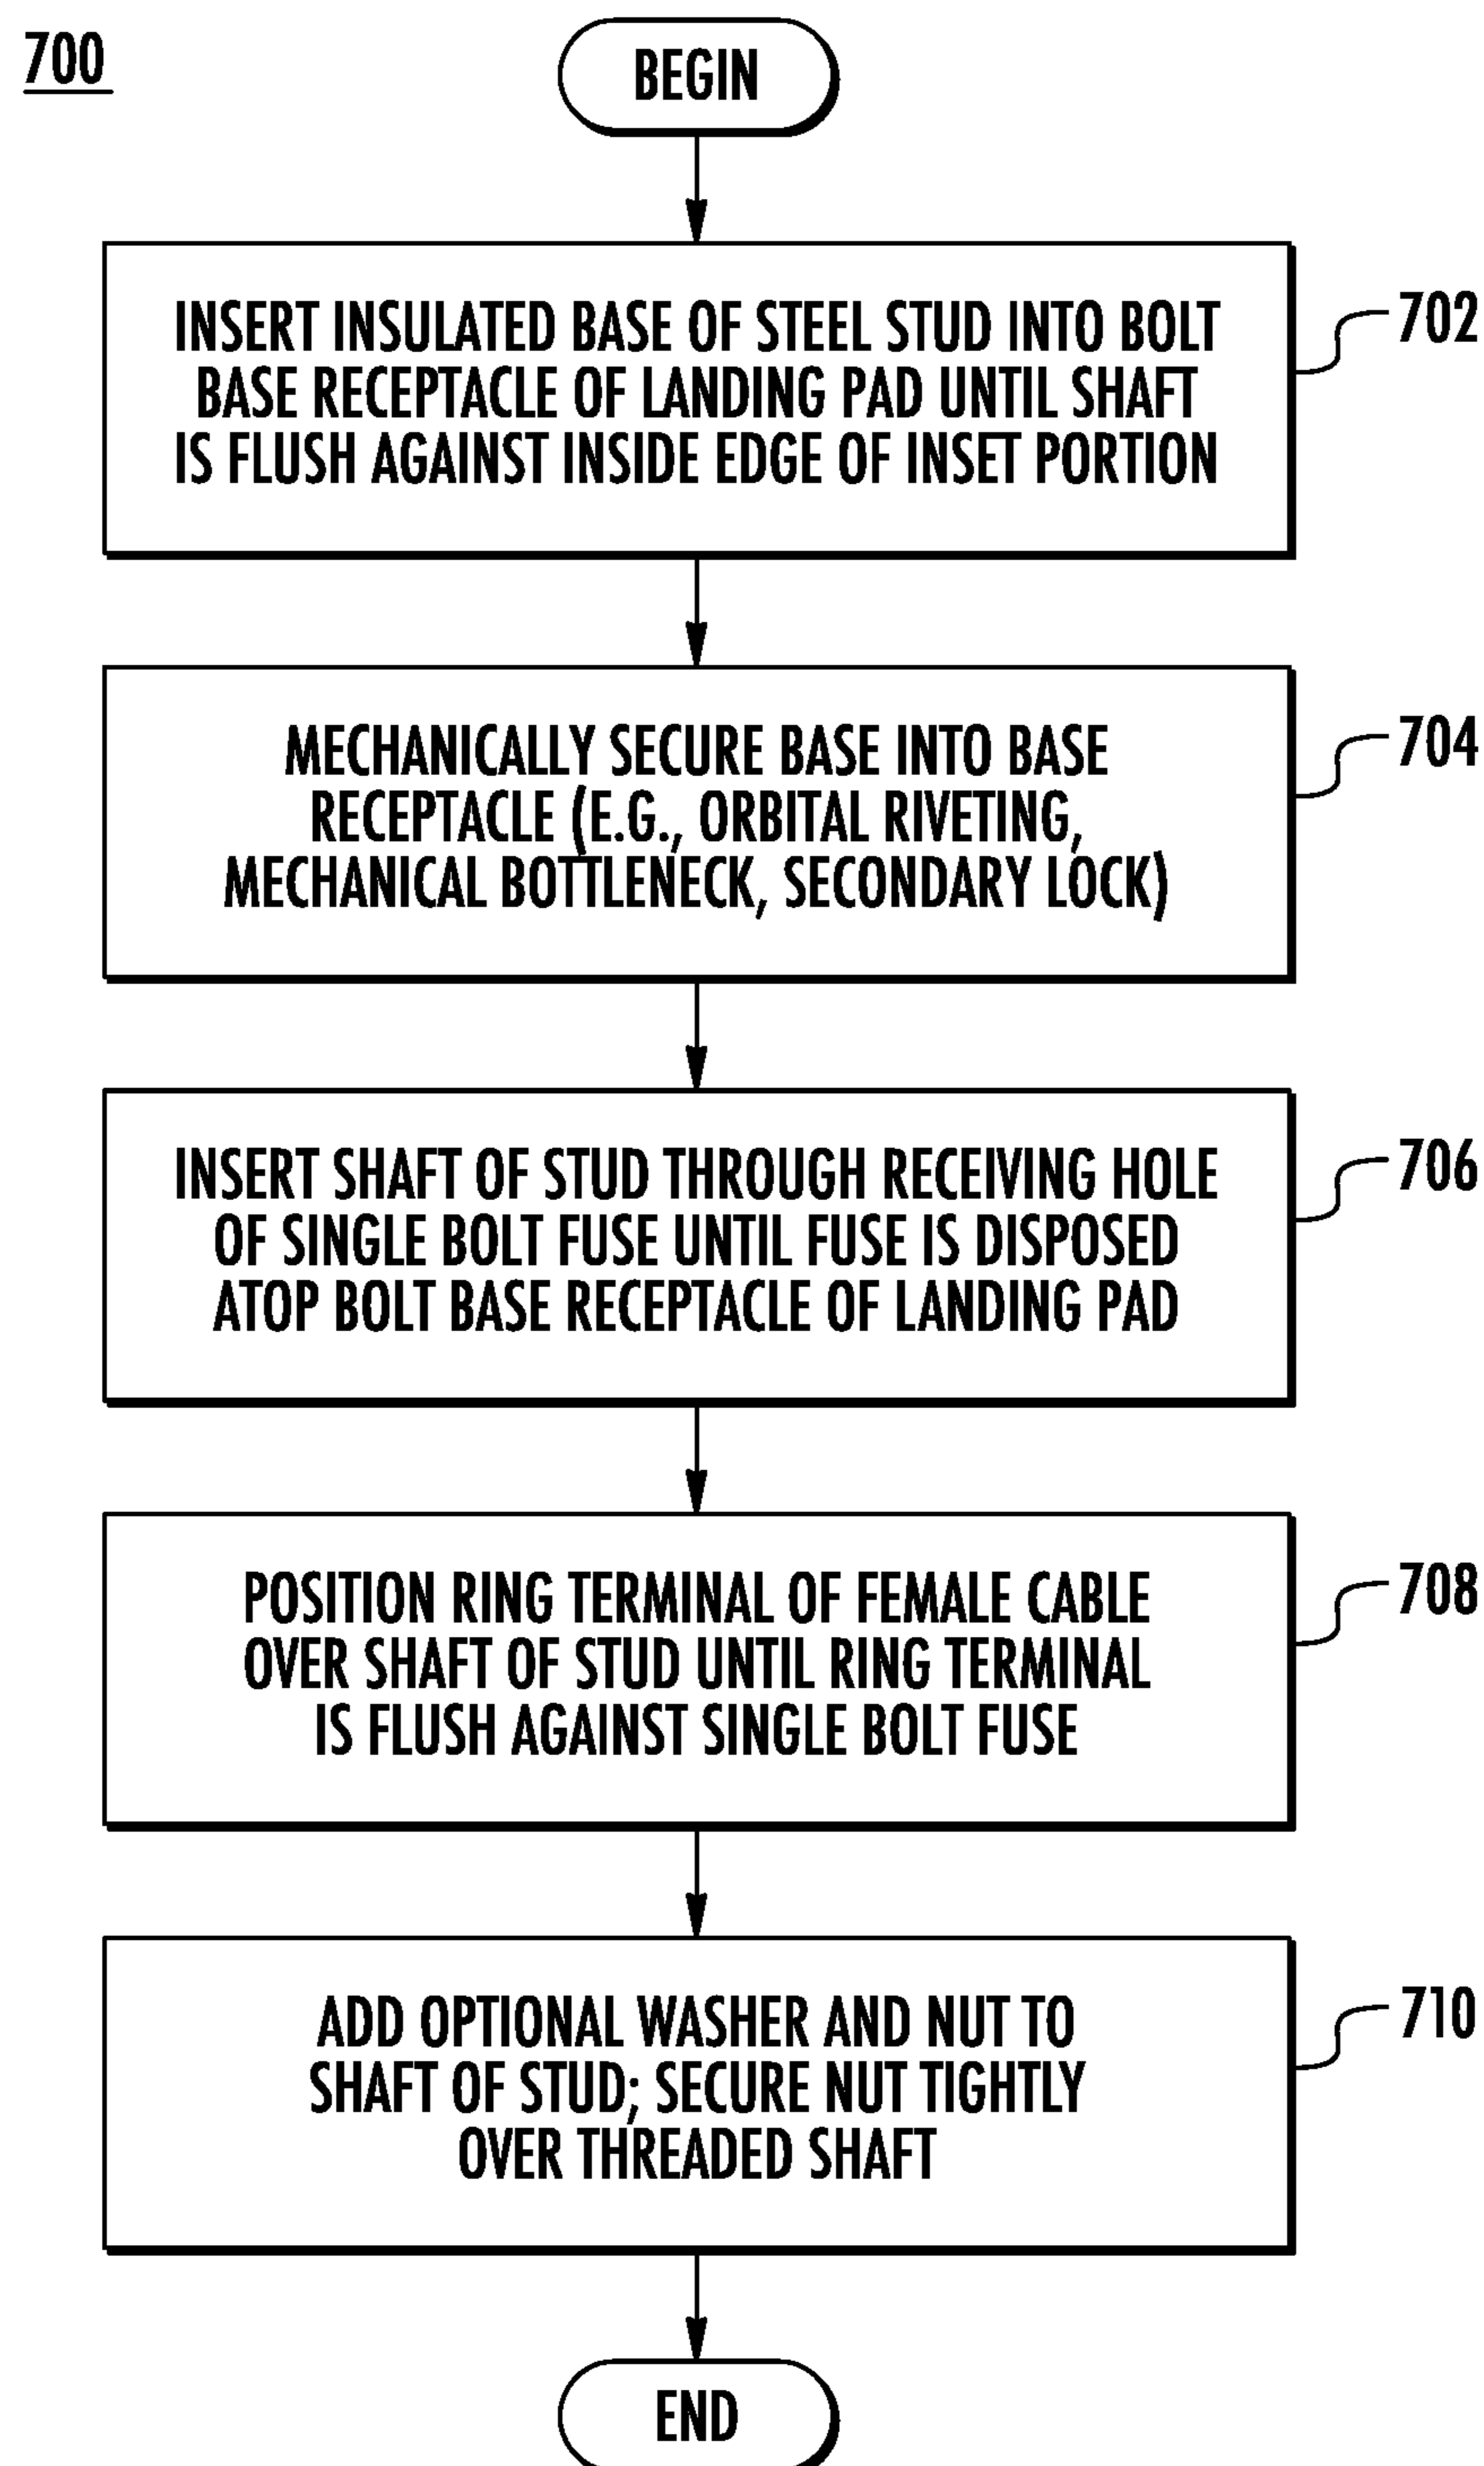 700
BEGIN
INSERT INSULATED BASE OF STEEL STUD INTO BOLT
BASE RECEPTACLE OF LANDING PAD UNTIL SHAFT
IS FLUSH AGAINST INSIDE EDGE OF INSET PORTION
702
MECHANICALLY SECURE BASE INTO BASE
RECEPTACLE (E.G., ORBITAL RIVETING,
MECHANICAL BOTTLENECK, SECONDARY LOCK)
704
INSERT SHAFT OF STUD THROUGH RECEIVING HOLE
OF SINGLE BOLT FUSE UNTIL FUSE IS DISPOSED
ATOP BOLT BASE RECEPTACLE OF LANDING PAD
706
POSITION RING TERMINAL OF FEMALE CABLE
OVER SHAFT OF STUD UNTIL RING TERMINAL
IS FLUSH AGAINST SINGLE BOLT FUSE
708
ADD OPTIONAL WASHER AND NUT TO
SHAFT OF STUD; SECURE NUT TIGHTLY
OVER THREADED SHAFT
710
END